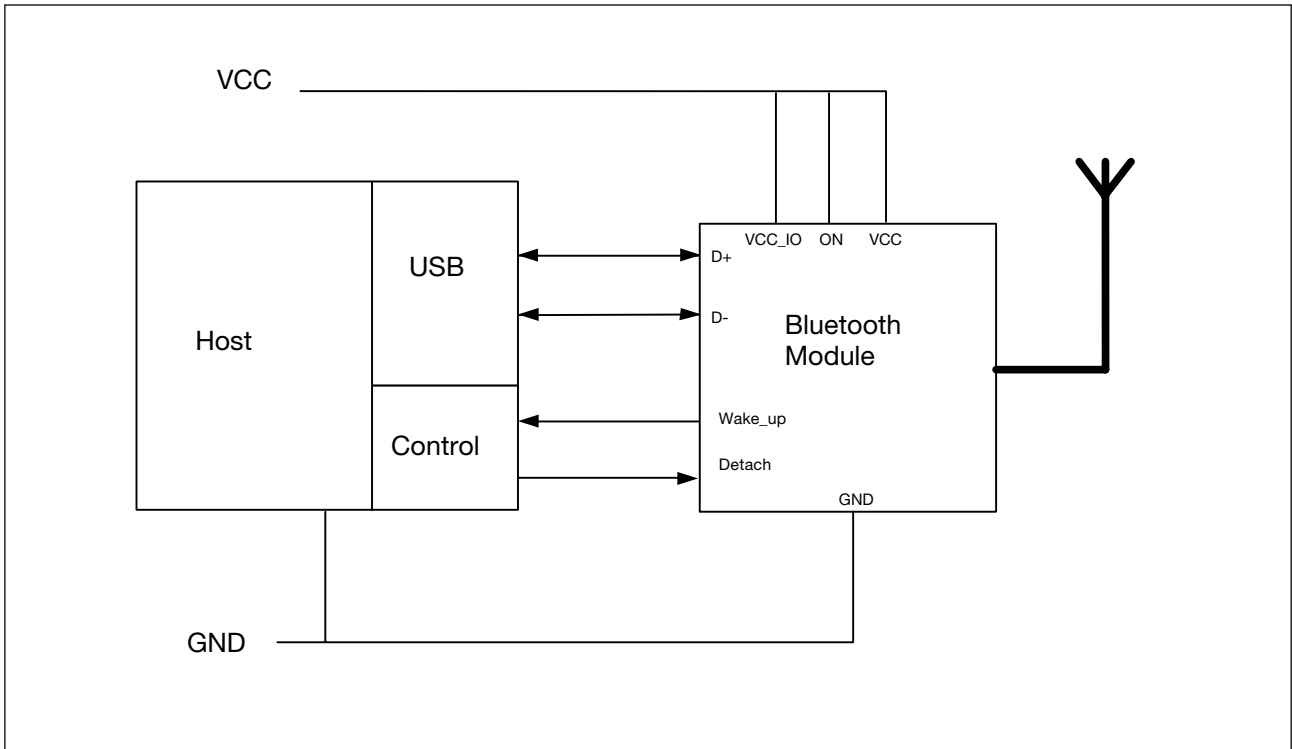 VCC
VCC_IO ON VCC
D+
USB
D-
Host
Bluetooth
Module
Wake_up
Control
Detach
GND
GND